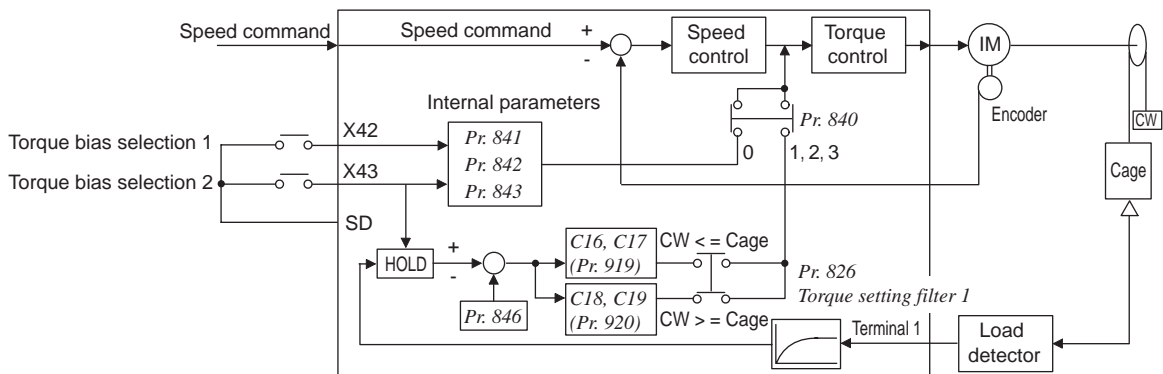 Speed command
Speed command
+
-
Speed
control
Torque
control
IM
Encoder
CW
Cage
Internal parameters
Torque bias selection 1
X42
Pr. 841
Pr. 842
Pr. 843
Pr. 840
0
1, 2, 3
Torque bias selection 2
X43
SD
HOLD
+
-
Pr. 846
C16, C17
(Pr. 919)
CW < = Cage
C18, C19
(Pr. 920)
CW > = Cage
Pr. 826
Torque setting filter 1
Terminal 1
Load
detector